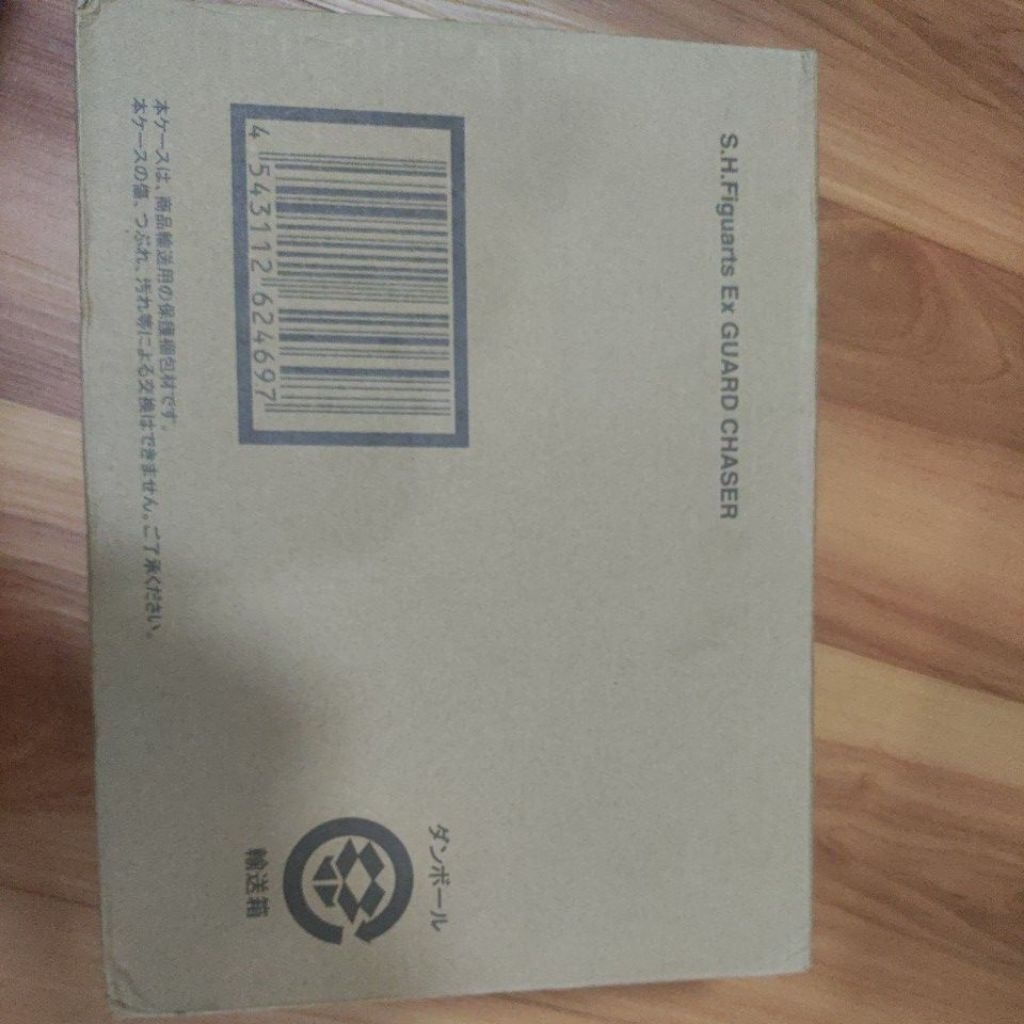 S.H.Figuarts Ex GUARD CHASER
4 543112 624697
本ケースは、商品輸送用の保護梱包材です。
本ケースの傷、つぶれ、汚れ等による交換はできません。ご了承ください。
ダンボール
輸送箱